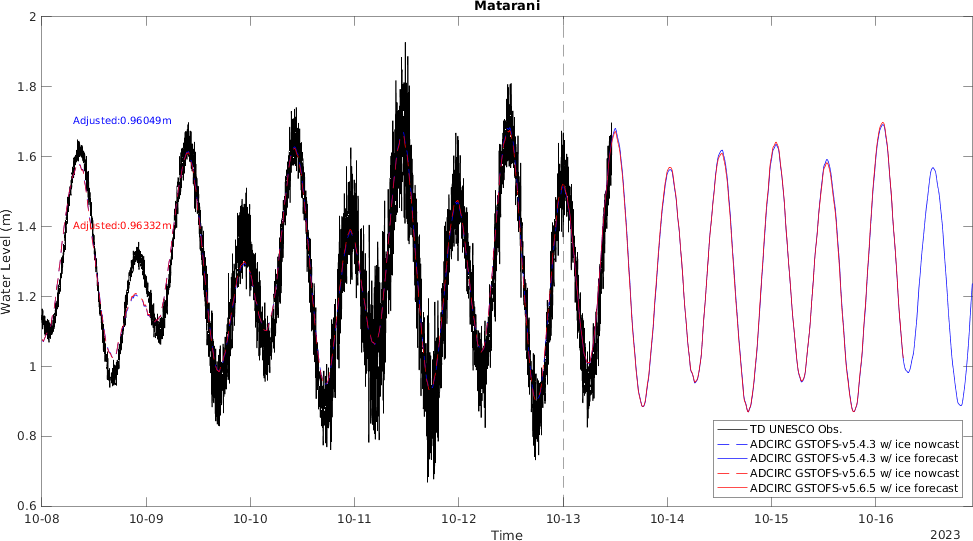 Matarani
Water Level (m)
2
1.8
1.6
1.4
1.2
1
0.8
0.6
Adjusted:0.96049m
Adjusted:0.96332m
TD UNESCO Obs.
ADCIRC GSTOFS-v5.4.3 w/ ice nowcast
ADCIRC GSTOFS-v5.4.3 w/ ice forecast
ADCIRC GSTOFS-v5.6.5 w/ ice nowcast
ADCIRC GSTOFS-v5.6.5 w/ ice forecast
10-08 10-09 10-10 10-11 10-12 10-13 10-14 10-15 10-16
Time
2023